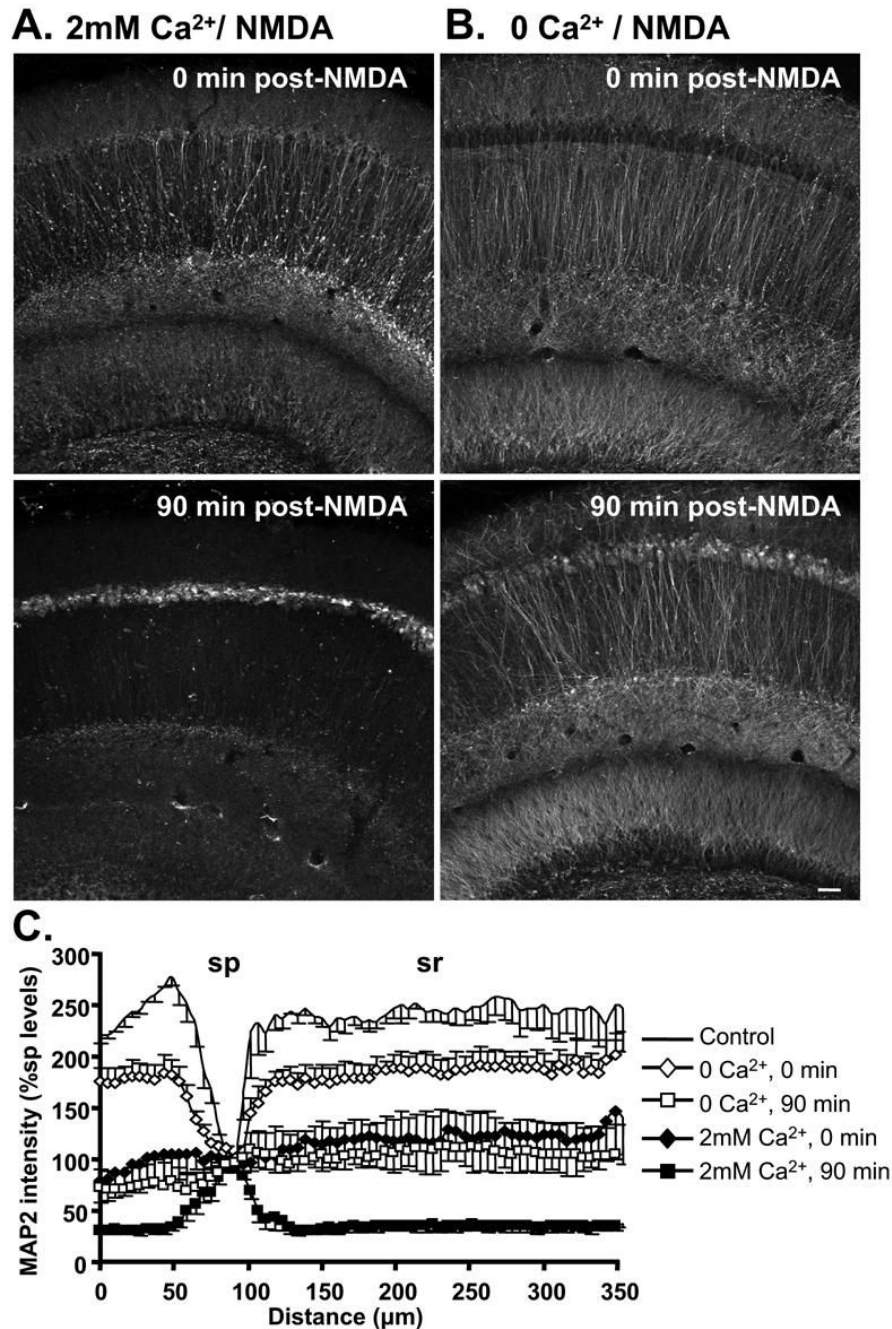 A. 2mM Ca²⁺/ NMDA
B. 0 Ca²⁺ / NMDA
0 min post-NMDA
0 min post-NMDA
90 min post-NMDA
90 min post-NMDA
C.
MAP2 intensity (%sp levels)
300
250
200
150
100
50
0
sp
sr
0
50
100
150
200
250
300
350
Distance (µm)
Control
0 Ca²⁺, 0 min
0 Ca²⁺, 90 min
2mM Ca²⁺, 0 min
2mM Ca²⁺, 90 min